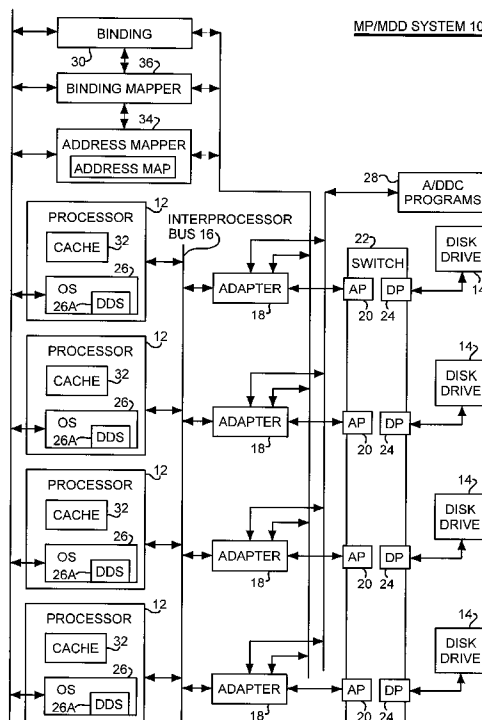 MP/MDD SYSTEM 10
BINDING
30
36
BINDING MAPPER
34
ADDRESS MAPPER
ADDRESS MAP
28
A/DDC
PROGRAMS
12
PROCESSOR
CACHE
32
26
OS
26A
DDS
INTERPROCESSOR
BUS 16
ADAPTER
18
22
SWITCH
AP
DP
20
24
DISK
DRIVE
14
12
PROCESSOR
CACHE
32
26
OS
26A
DDS
ADAPTER
18
AP
DP
20
24
14
DISK
DRIVE
12
PROCESSOR
CACHE
32
26
OS
26A
DDS
ADAPTER
18
AP
DP
20
24
14
DISK
DRIVE
12
PROCESSOR
CACHE
32
26
OS
26A
DDS
ADAPTER
18
AP
DP
20
24
14
DISK
DRIVE